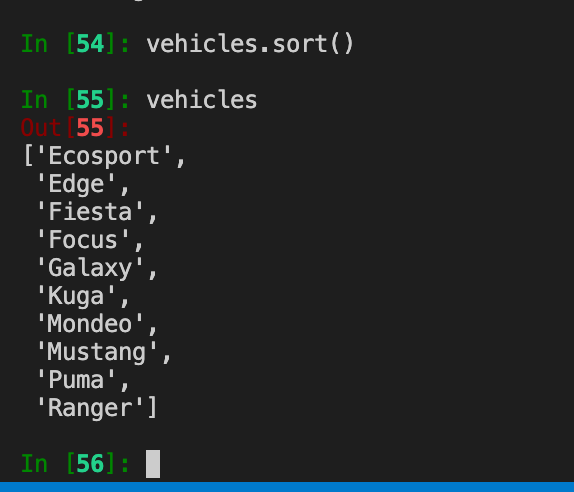 In [54]: vehicles.sort()
In [55]: vehicles
Out[55]:
['Ecosport',
 'Edge',
 'Fiesta',
 'Focus',
 'Galaxy',
 'Kuga',
 'Mondeo',
 'Mustang',
 'Puma',
 'Ranger']
In [56]: